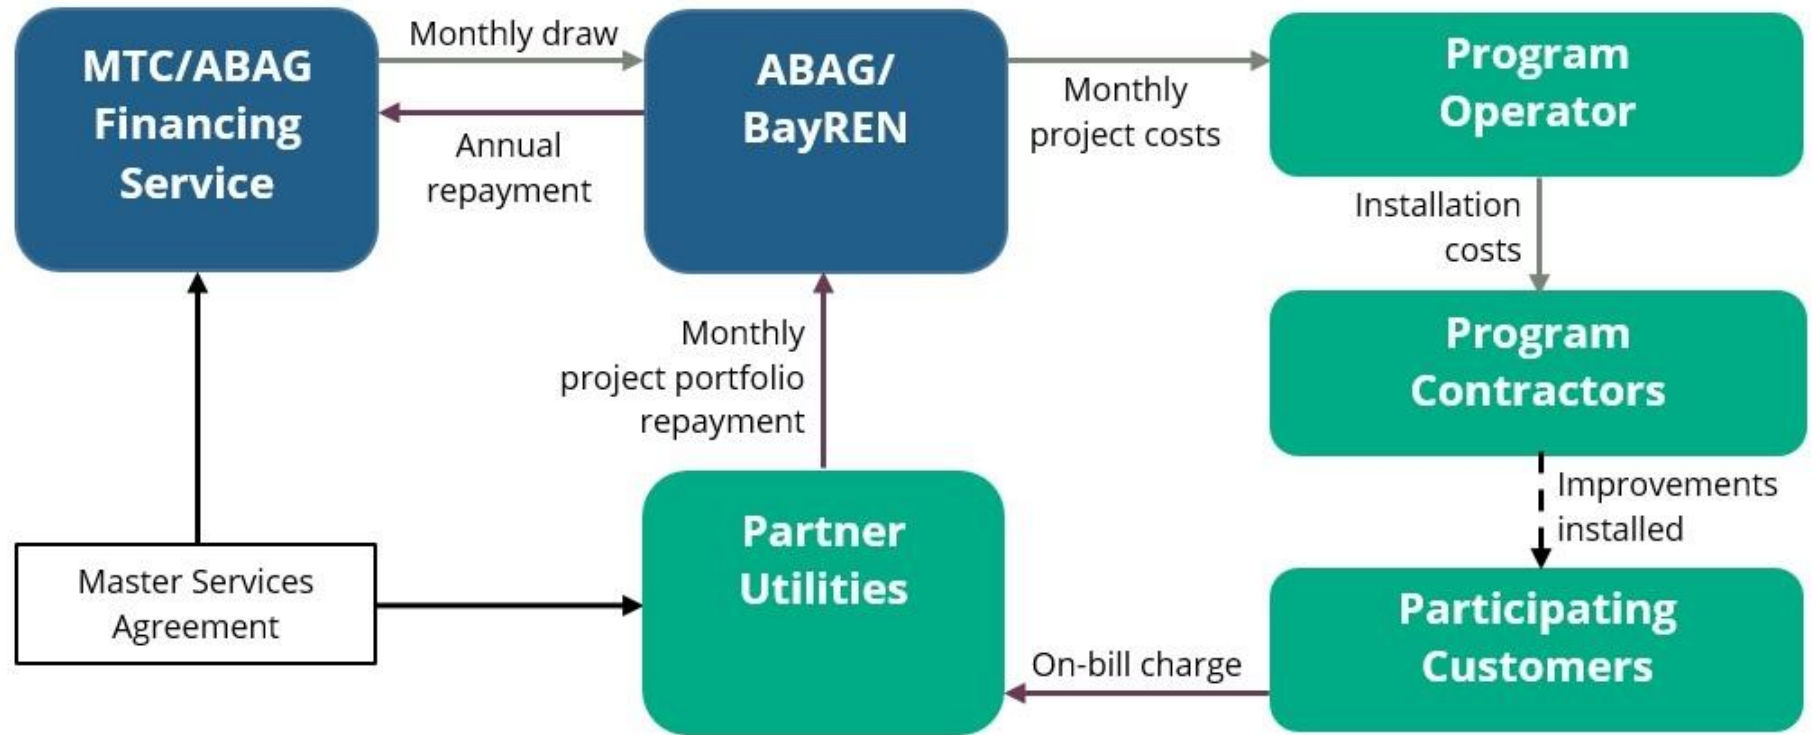 MTC/ABAG
Financing
Service
Monthly draw
Annual
repayment
ABAG/
BayREN
Monthly
project costs
Program
Operator
Installation
costs
Program
Contractors
Improvements
installed
Participating
Customers
On-bill charge
Partner
Utilities
Monthly
project portfolio
repayment
Master Services
Agreement